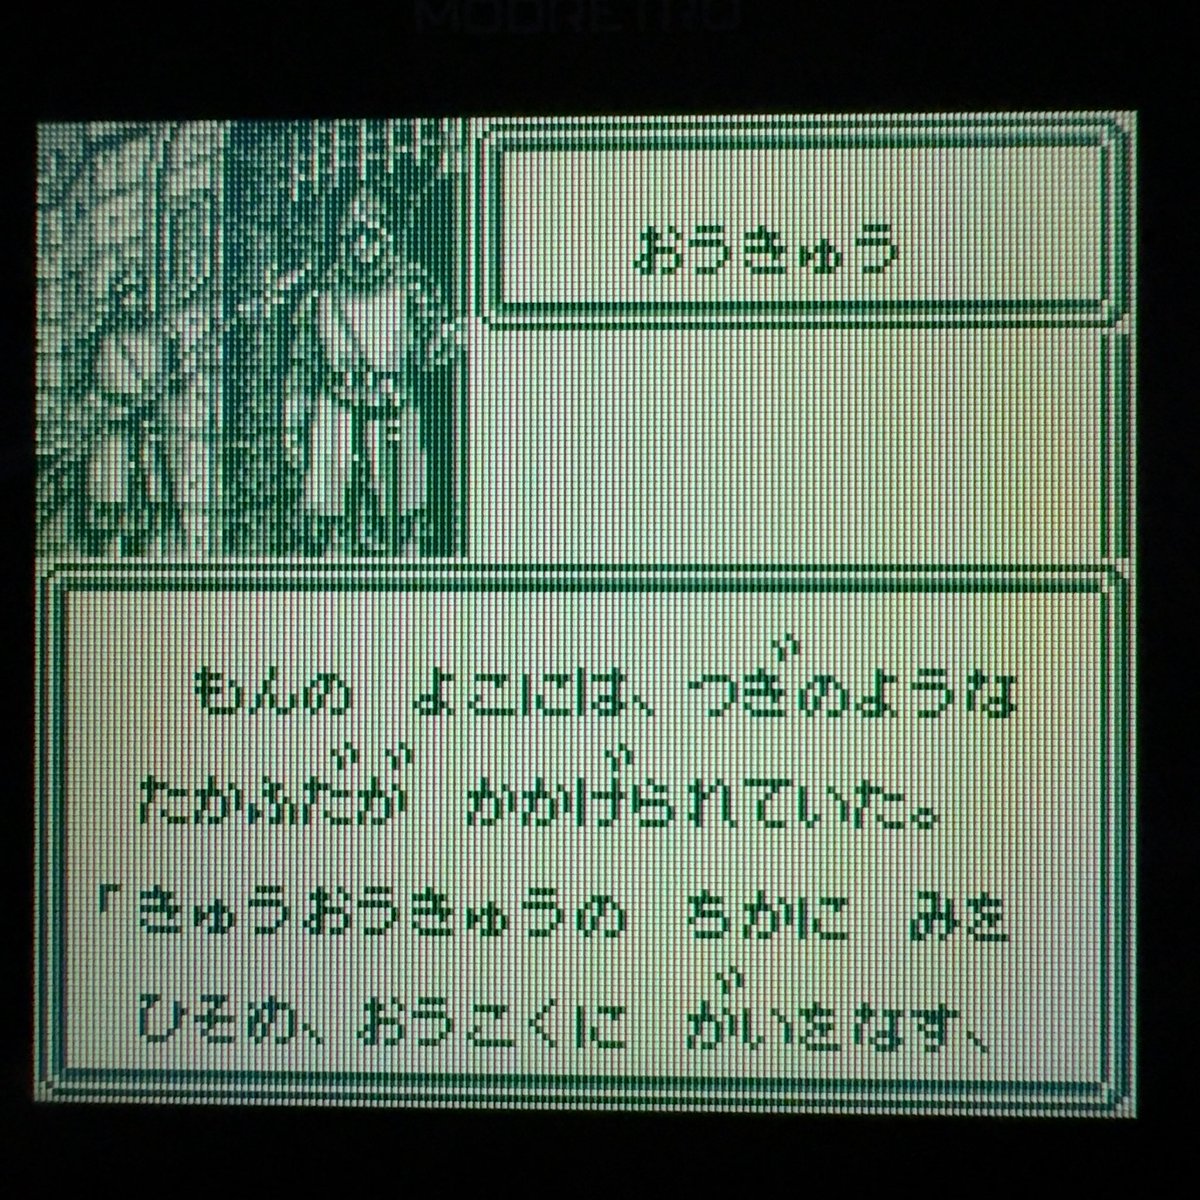 MODRETRO
おうきゅう
もんの　よこには、つぎのような
たかふだが　かかげられていた。
「きゅうおうきゅうの　ちかに　みを
ひそめ、おうこくに　がいをなす、